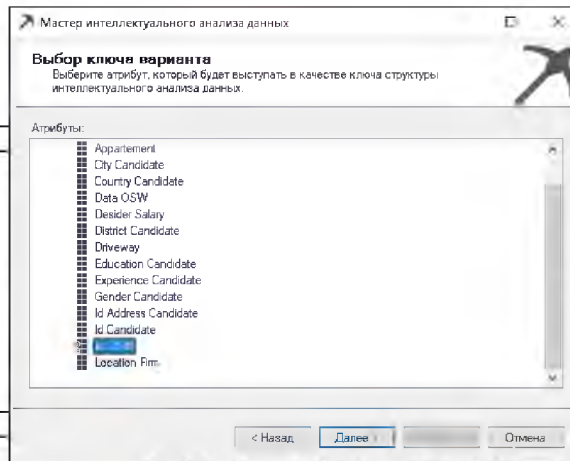 Мастер интеллектуального анализа данных
Выбор ключа варианта
Выберите атрибут, который будет выступать в качестве ключа структуры
интеллектуального анализа данных.
Атрибуты:
Appartement
City Candidate
Country Candidate
Data OSW
Desider Salary
District Candidate
Driveway
Education Candidate
Experience Candidate
Gender Candidate
Id Address Candidate
Id Candidate
Location Firm
< Назад
Далее
Отмена